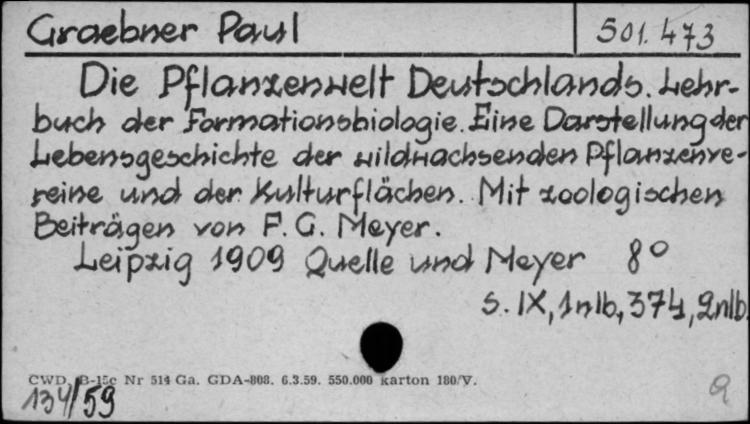 Graebner Paul 501.473
Die Pflanzenwelt Deutschlands. Lehr-
buch der Formationsbiologie. Eine Darstellung der
Lebensgeschichte der wildwachsenden Pflanzenve-
reine und der Kulturflächen. Mit zoologischen
Beiträgen von F.G. Meyer.
Leipzig 1909 Quelle und Meyer 8°
s. IX, 1nlb, 374, 2nlb.
CWD, B-15c Nr 514 Ga. GDA-808. 6.3.59. 550.000 karton 180/V.
134/59